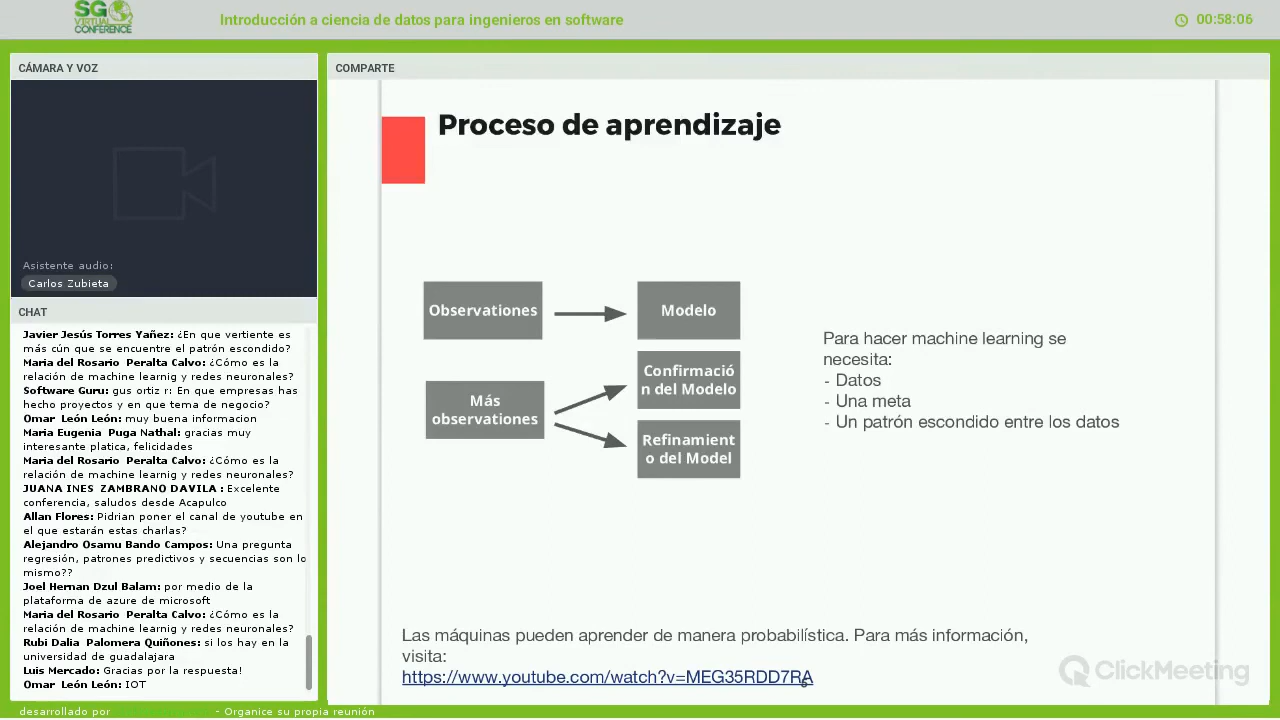 SG
VIRTUAL
CONFERENCE
Introducción a ciencia de datos para ingenieros en software
00:58:06
CÁMARA Y VOZ
Asistente audio:
Carlos Zubieta
CHAT
Javier Jesús Torres Yañez: ¿En que vertiente es
más cún que se encuentre el patrón escondido?
Maria del Rosario Peralta Calvo: ¿Cómo es la
relación de machine learnig y redes neuronales?
Software Guru: gus ortiz r: En que empresas has
hecho proyectos y en que tema de negocio?
Omar León León: muy buena informacion
Maria Eugenia Puga Nathal: gracias muy
interesante platica, felicidades
Maria del Rosario Peralta Calvo: ¿Cómo es la
relación de machine learnig y redes neuronales?
JUANA INES ZAMBRANO DAVILA : Excelente
conferencia, saludos desde Acapulco
Allan Flores: Pidrian poner el canal de youtube en
el que estarán estas charlas?
Alejandro Osamu Bando Campos: Una pregunta
regresión, patrones predictivos y secuencias son lo
mismo??
Joel Hernan Dzul Balam: por medio de la
plataforma de azure de microsoft
Maria del Rosario Peralta Calvo: ¿Cómo es la
relación de machine learnig y redes neuronales?
Rubi Dalia Palomera Quiñones: si los hay en la
universidad de guadalajara
Luis Mercado: Gracias por la respuesta!
Omar León León: IOT
COMPARTE
Proceso de aprendizaje
Observationes
Modelo
Más
observationes
Confirmació
n del Modelo
Refinamient
o del Model
Para hacer machine learning se
necesita:
- Datos
- Una meta
- Un patrón escondido entre los datos
Las máquinas pueden aprender de manera probabilística. Para más información,
visita:
https://www.youtube.com/watch?v=MEG35RDD7RA
ClickMeeting
desarrollado por
- Organice su propia reunión